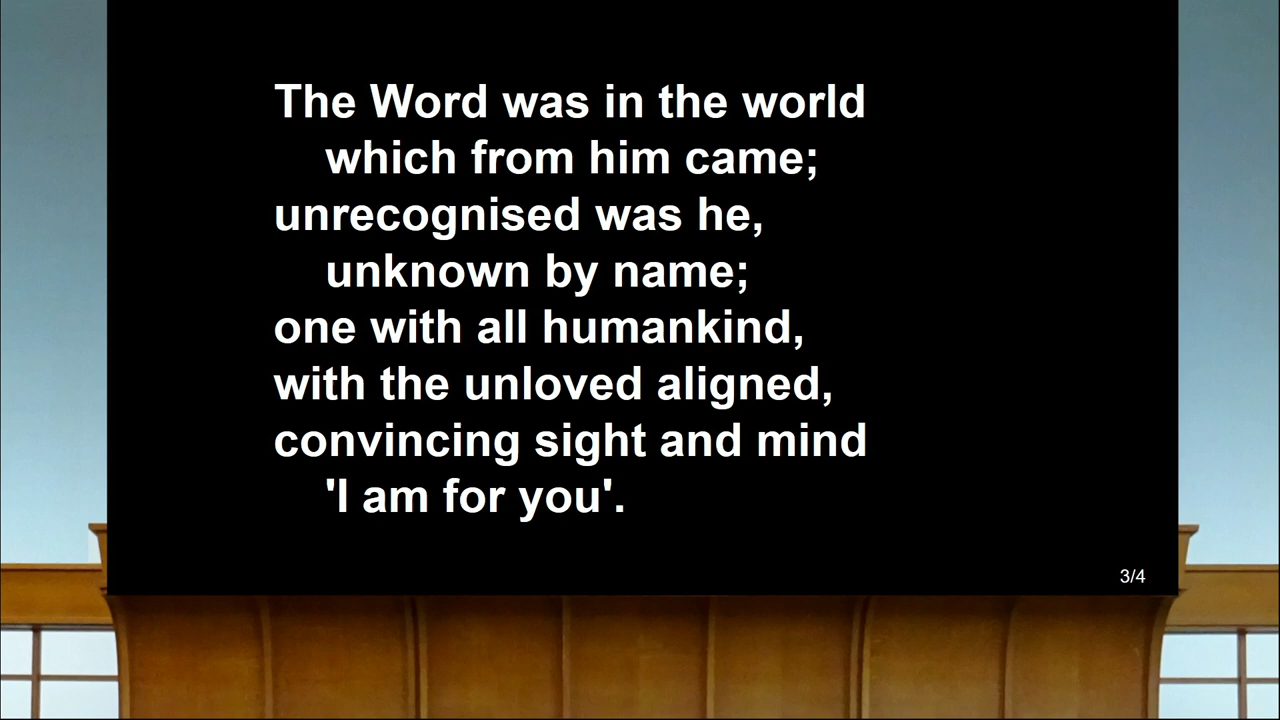 The Word was in the world
which from him came;
unrecognised was he,
unknown by name;
one with all humankind,
with the unloved aligned,
convincing sight and mind
'I am for you'.
3/4